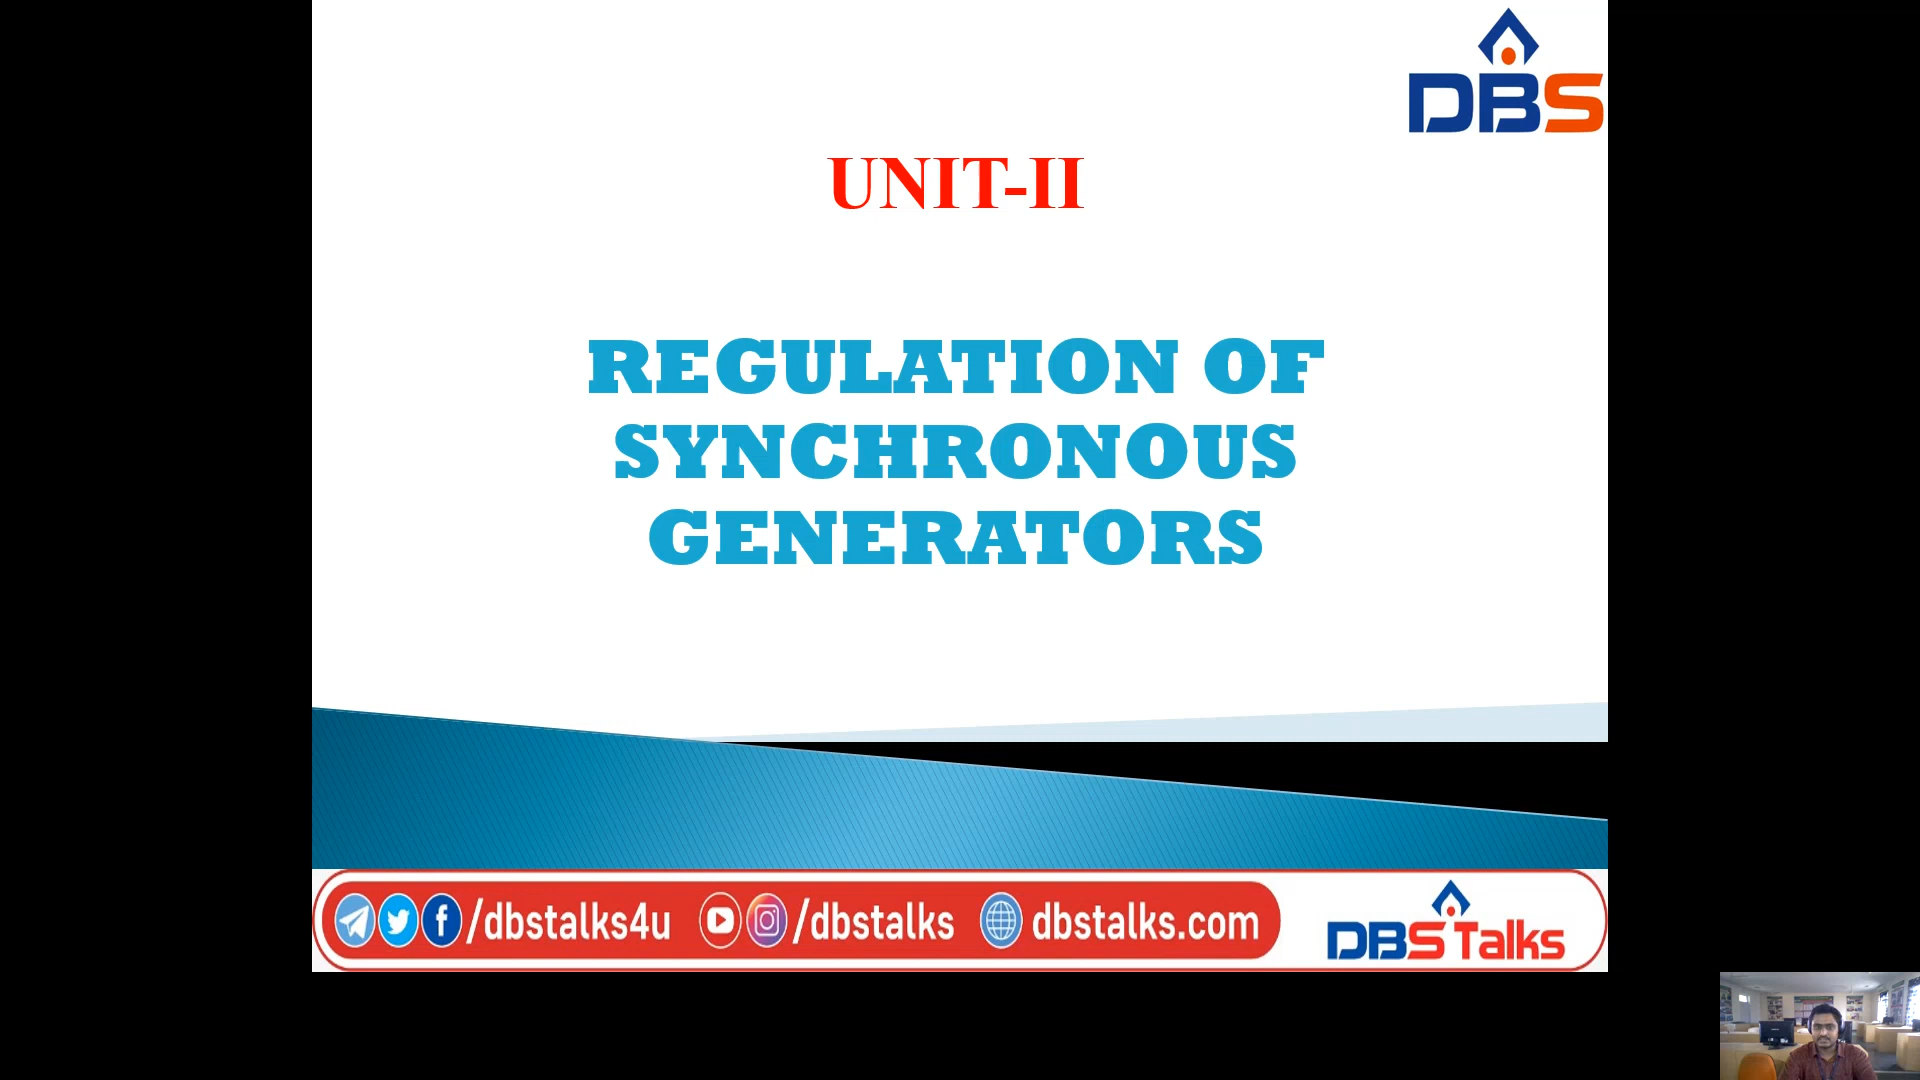 DBS
UNIT-II
REGULATION OF
SYNCHRONOUS
GENERATORS
/dbstalks4u /dbstalks dbstalks.com
DBS Talks